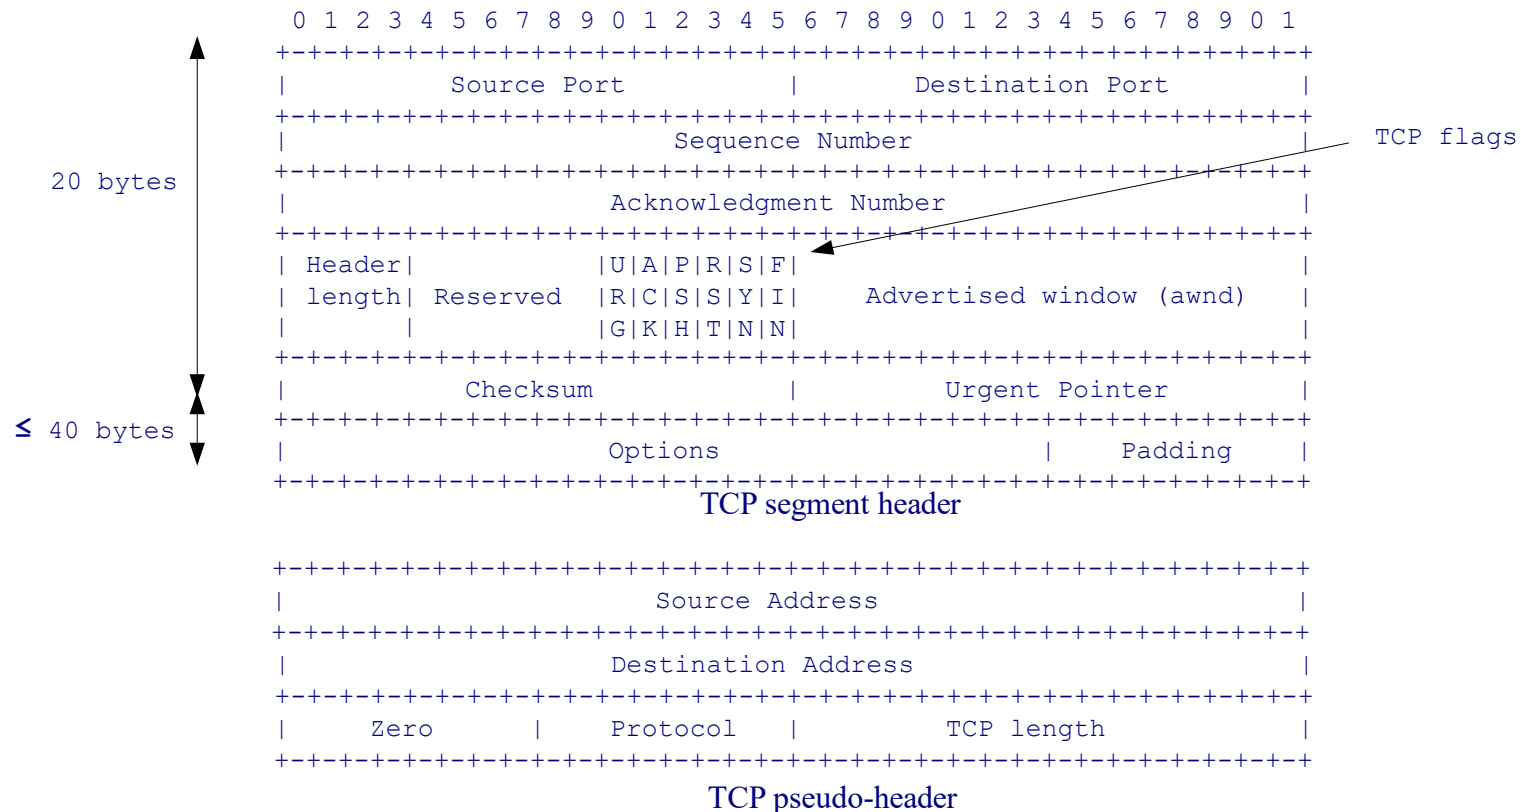 0 1 2 3 4 5 6 7 8 9 0 1 2 3 4 5 6 7 8 9 0 1 2 3 4 5 6 7 8 9 0 1
+-+-+-+-+-+-+-+-+-+-+-+-+-+-+-+-+-+-+-+-+-+-+-+-+-+-+-+-+-+-+-+-+
| Source Port | Destination Port |
+-+-+-+-+-+-+-+-+-+-+-+-+-+-+-+-+-+-+-+-+-+-+-+-+-+-+-+-+-+-+-+-+
| Sequence Number |
TCP flags
+-+-+-+-+-+-+-+-+-+-+-+-+-+-+-+-+-+-+-+-+-+-+-+-+-+-+-+-+-+-+-+-+
20 bytes
| Acknowledgment Number |
+-+-+-+-+-+-+-+-+-+-+-+-+-+-+-+-+-+-+-+-+-+-+-+-+-+-+-+-+-+-+-+-+
| Header| |U|A|P|R|S|F| |
| length| Reserved |R|C|S|S|Y|I| Advertised window (awnd) |
| | |G|K|H|T|N|N| |
+-+-+-+-+-+-+-+-+-+-+-+-+-+-+-+-+-+-+-+-+-+-+-+-+-+-+-+-+-+-+-+-+
| Checksum | Urgent Pointer |
+-+-+-+-+-+-+-+-+-+-+-+-+-+-+-+-+-+-+-+-+-+-+-+-+-+-+-+-+-+-+-+-+
≤ 40 bytes
| Options | Padding |
+-+-+-+-+-+-+-+-+-+-+-+-+-+-+-+-+-+-+-+-+-+-+-+-+-+-+-+-+-+-+-+-+
TCP segment header
+-+-+-+-+-+-+-+-+-+-+-+-+-+-+-+-+-+-+-+-+-+-+-+-+-+-+-+-+-+-+-+-+
| Source Address |
+-+-+-+-+-+-+-+-+-+-+-+-+-+-+-+-+-+-+-+-+-+-+-+-+-+-+-+-+-+-+-+-+
| Destination Address |
+-+-+-+-+-+-+-+-+-+-+-+-+-+-+-+-+-+-+-+-+-+-+-+-+-+-+-+-+-+-+-+-+
| Zero | Protocol | TCP length |
+-+-+-+-+-+-+-+-+-+-+-+-+-+-+-+-+-+-+-+-+-+-+-+-+-+-+-+-+-+-+-+-+
TCP pseudo-header